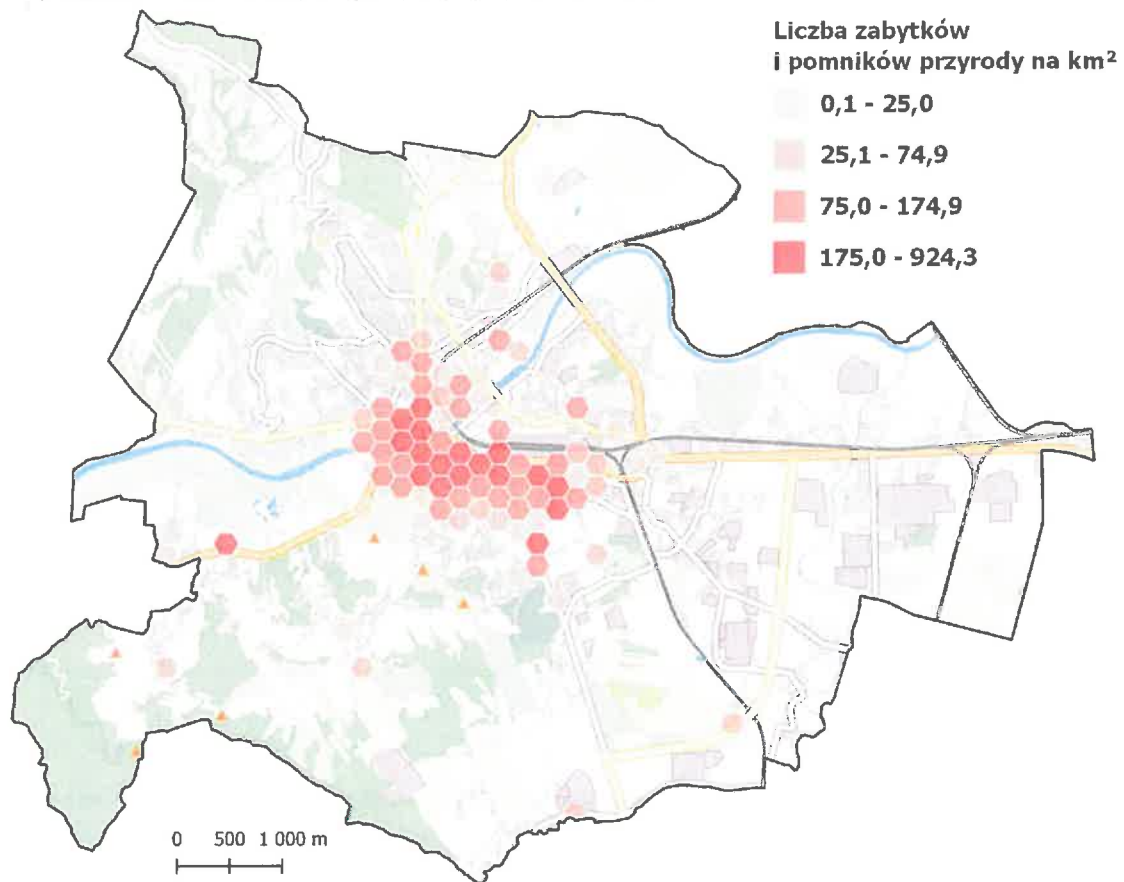 Liczba zabytków
i pomników przyrody na km²
0,1 - 25,0
25,1 - 74,9
75,0 - 174,9
175,0 - 924,3
0 500 1 000 m